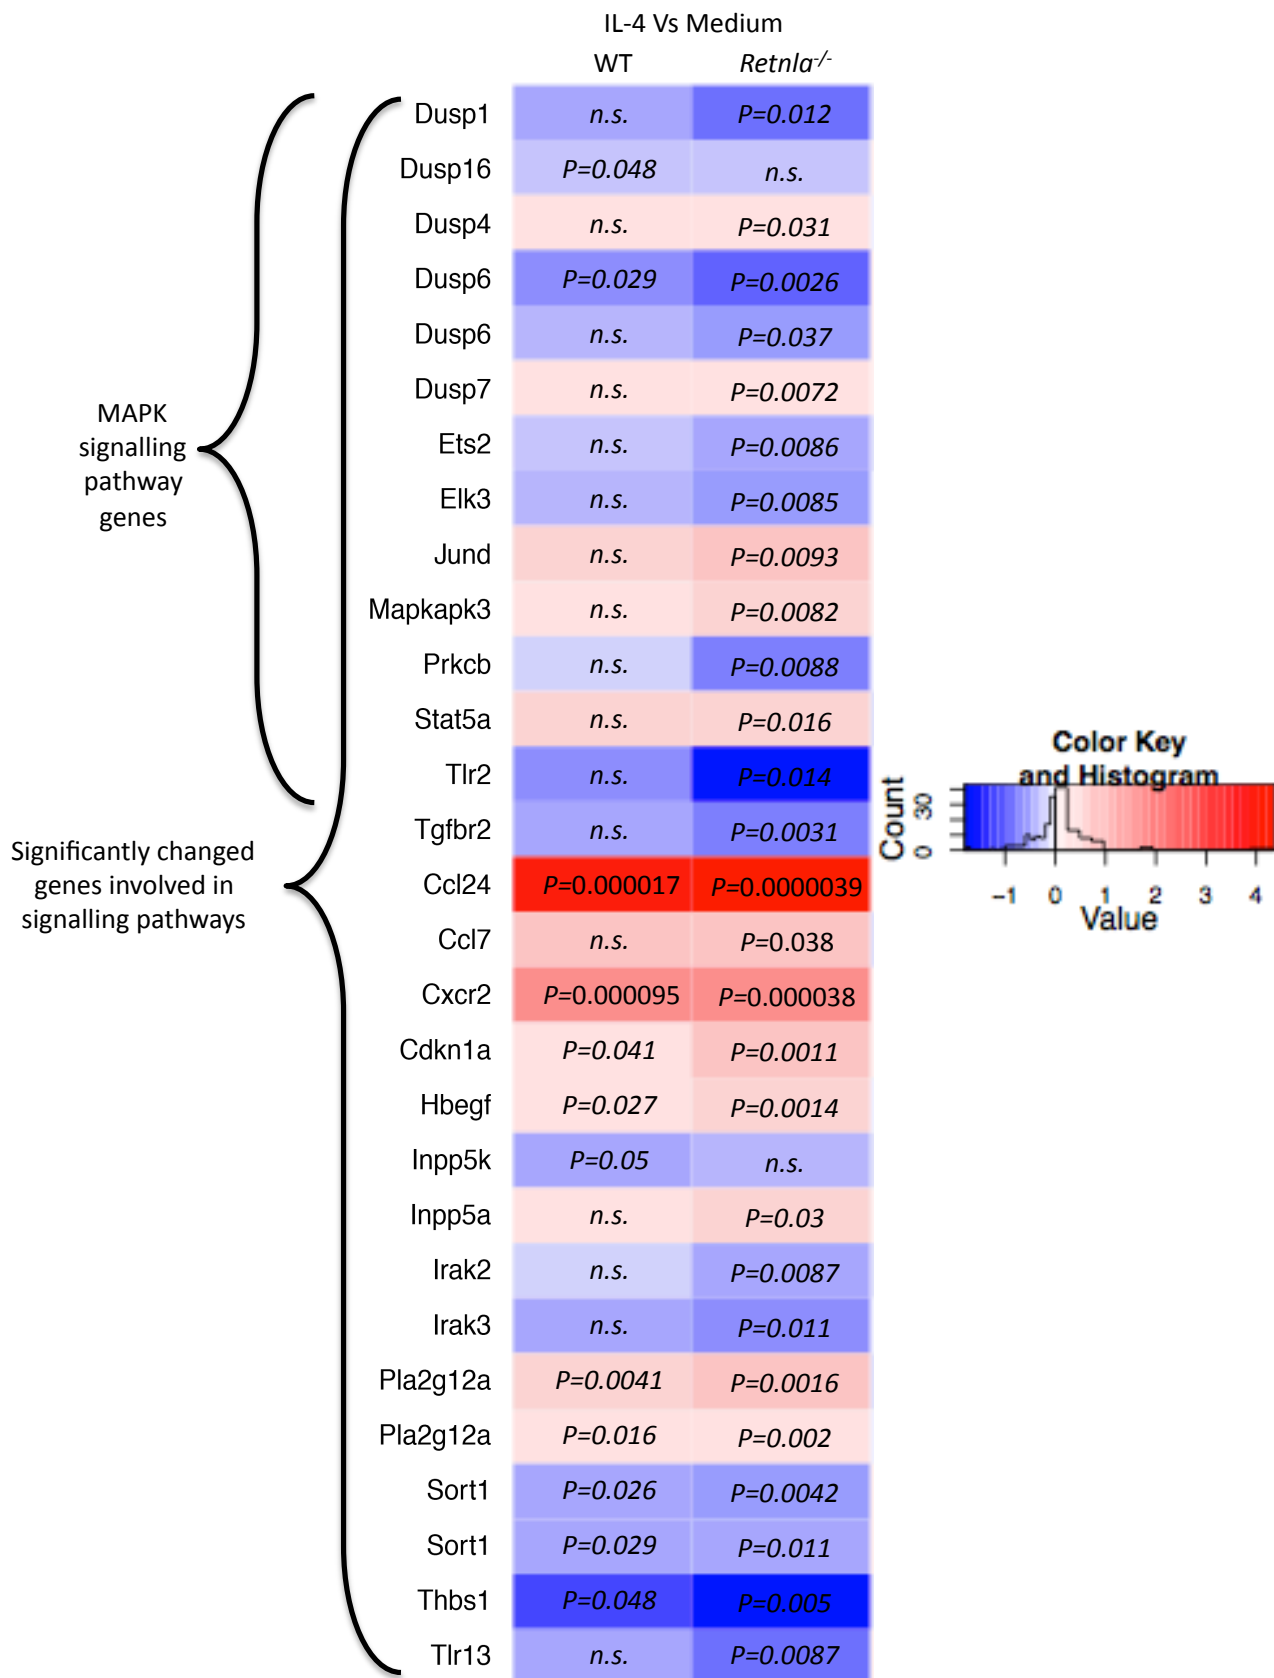 IL-4 Vs Medium
WT Retnla-/-
Dusp1 n.s. P=0.012
Dusp16 P=0.048 n.s.
Dusp4 n.s. P=0.031
Dusp6 P=0.029 P=0.0026
Dusp6 n.s. P=0.037
Dusp7 n.s. P=0.0072
Ets2 n.s. P=0.0086
Elk3 n.s. P=0.0085
Jund n.s. P=0.0093
Mapkapk3 n.s. P=0.0082
Prkcb n.s. P=0.0088
Stat5a n.s. P=0.016
Tlr2 n.s. P=0.014
Tgfbr2 n.s. P=0.0031
Ccl24 P=0.000017 P=0.0000039
Ccl7 n.s. P=0.038
Cxcr2 P=0.000095 P=0.000038
Cdkn1a P=0.041 P=0.0011
Hbegf P=0.027 P=0.0014
Inpp5k P=0.05 n.s.
Inpp5a n.s. P=0.03
Irak2 n.s. P=0.0087
Irak3 n.s. P=0.011
Pla2g12a P=0.0041 P=0.0016
Pla2g12a P=0.016 P=0.002
Sort1 P=0.026 P=0.0042
Sort1 P=0.029 P=0.011
Thbs1 P=0.048 P=0.005
Tlr13 n.s. P=0.0087
MAPK
signalling
pathway
genes
Significantly changed
genes involved in
signalling pathways
Color Key
and Histogram
Count
0 30
−1 0 1 2 3 4
Value